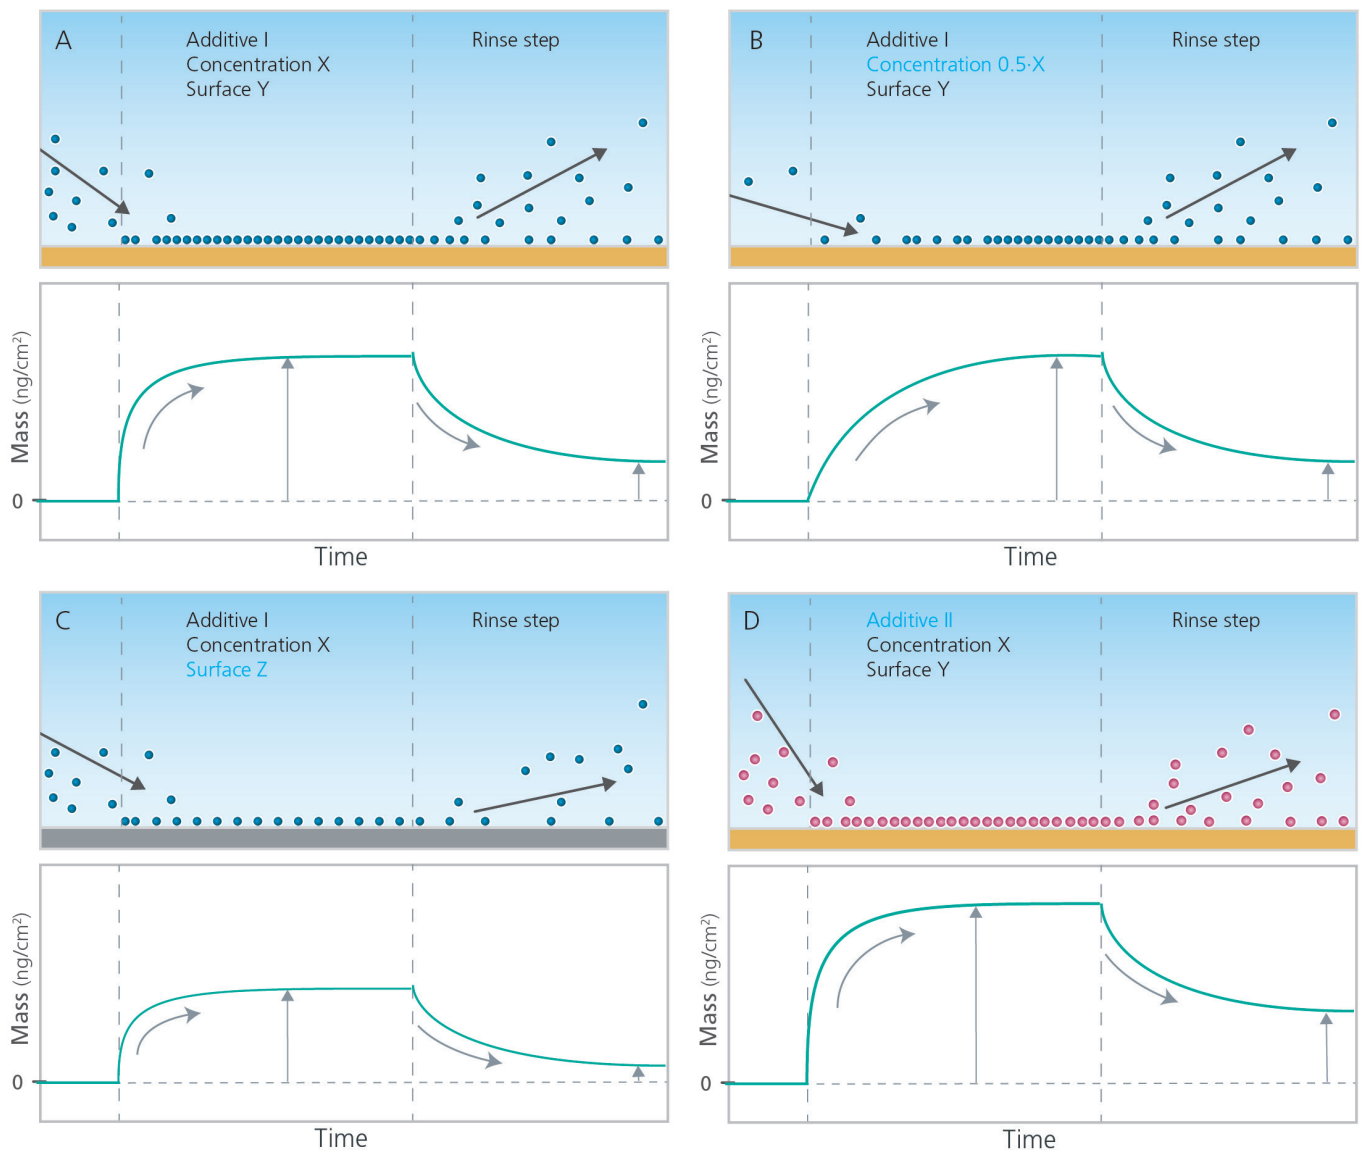 A
Additive I
Concentration X
Surface Y
Rinse step
Mass (ng/cm²)
0
Time
B
Additive I
Concentration 0.5·X
Surface Y
Rinse step
Mass (ng/cm²)
0
Time
C
Additive I
Concentration X
Surface Z
Rinse step
Mass (ng/cm²)
0
Time
D
Additive II
Concentration X
Surface Y
Rinse step
Mass (ng/cm²)
0
Time